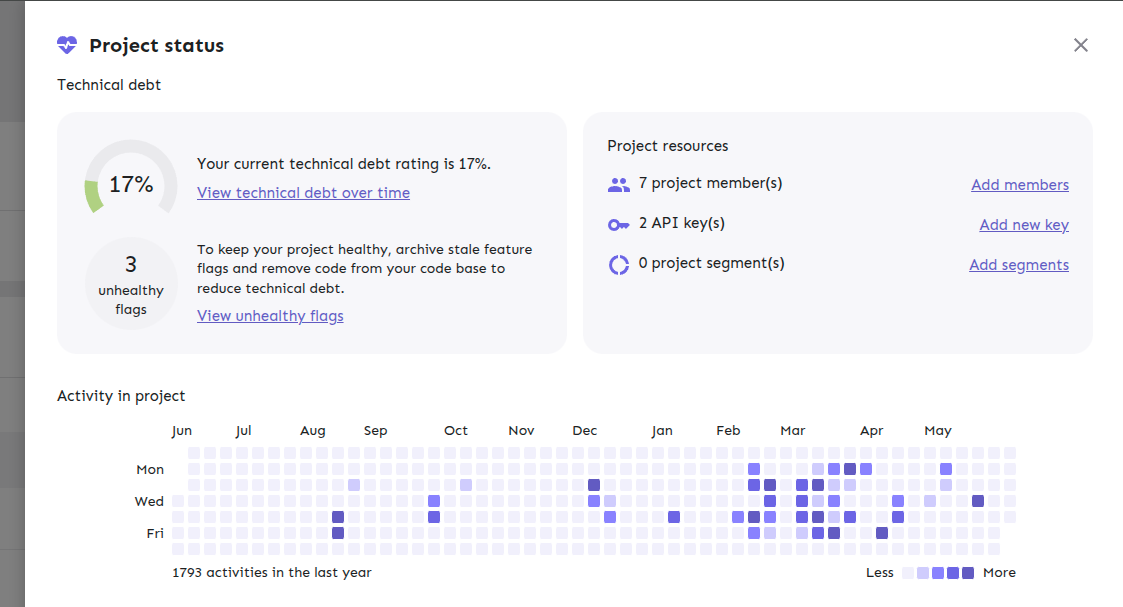 Project status
Technical debt
17%
Your current technical debt rating is 17%.
View technical debt over time
3
unhealthy
flags
To keep your project healthy, archive stale feature
flags and remove code from your code base to
reduce technical debt.
View unhealthy flags
Project resources
7 project member(s)
Add members
2 API key(s)
Add new key
0 project segment(s)
Add segments
Activity in project
Jun Jul Aug Sep Oct Nov Dec Jan Feb Mar Apr May
Mon
Wed
Fri
1793 activities in the last year
Less More